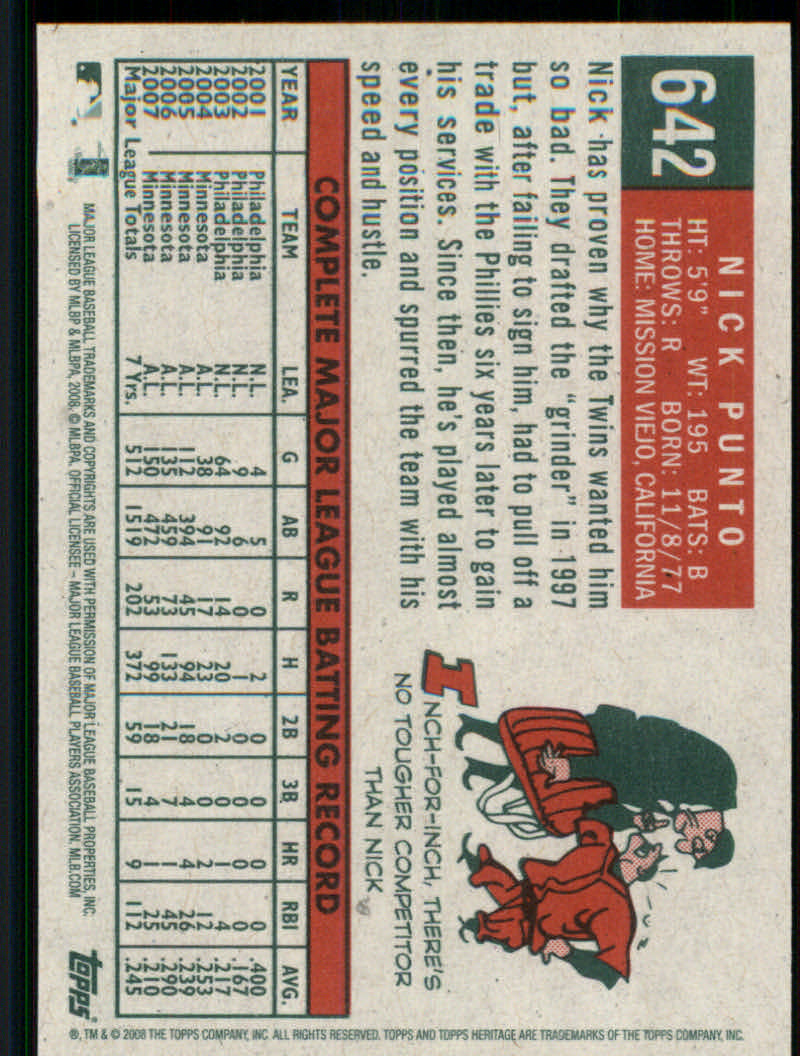 642
NICK PUNTO
HT: 5'9" WT: 195 BATS: B
THROWS: R BORN: 11/8/77
HOME: MISSION VIEJO, CALIFORNIA
Nick has proven why the Twins wanted him
so bad. They drafted the "grinder" in 1997
but, after failing to sign him, had to pull off a
trade with the Phillies six years later to gain
his services. Since then, he's played almost
every position and spurred the team with his
speed and hustle.
INCH-FOR-INCH, THERE'S
NO TOUGHER COMPETITOR
THAN NICK
COMPLETE MAJOR LEAGUE BATTING RECORD
YEAR TEAM LEA. G AB R H 2B 3B HR RBI AVG.
2001 Philadelphia N.L. 4 5 0 2 0 0 0 0 .400
2002 Philadelphia N.L. 9 6 0 1 0 0 0 0 .167
2003 Philadelphia N.L. 64 92 14 20 2 0 1 4 .217
2004 Minnesota A.L. 38 91 17 23 0 0 2 12 .253
2005 Minnesota A.L. 112 394 45 94 18 4 4 26 .239
2006 Minnesota A.L. 135 459 73 133 21 7 1 45 .290
2007 Minnesota A.L. 150 472 53 99 18 4 1 25 .210
Major League Totals 7 Yrs. 512 1519 202 372 59 15 9 112 .245
MAJOR LEAGUE BASEBALL TRADEMARKS AND COPYRIGHTS ARE USED WITH PERMISSION OF MAJOR LEAGUE BASEBALL PROPERTIES, INC.
LICENSED BY MLBP & MLBPA, 2008. © MLBPA. OFFICIAL LICENSEE – MAJOR LEAGUE BASEBALL PLAYERS ASSOCIATION. MLB.COM
topps®
®, TM & © 2008 THE TOPPS COMPANY, INC. ALL RIGHTS RESERVED. TOPPS AND TOPPS HERITAGE ARE TRADEMARKS OF THE TOPPS COMPANY, INC.